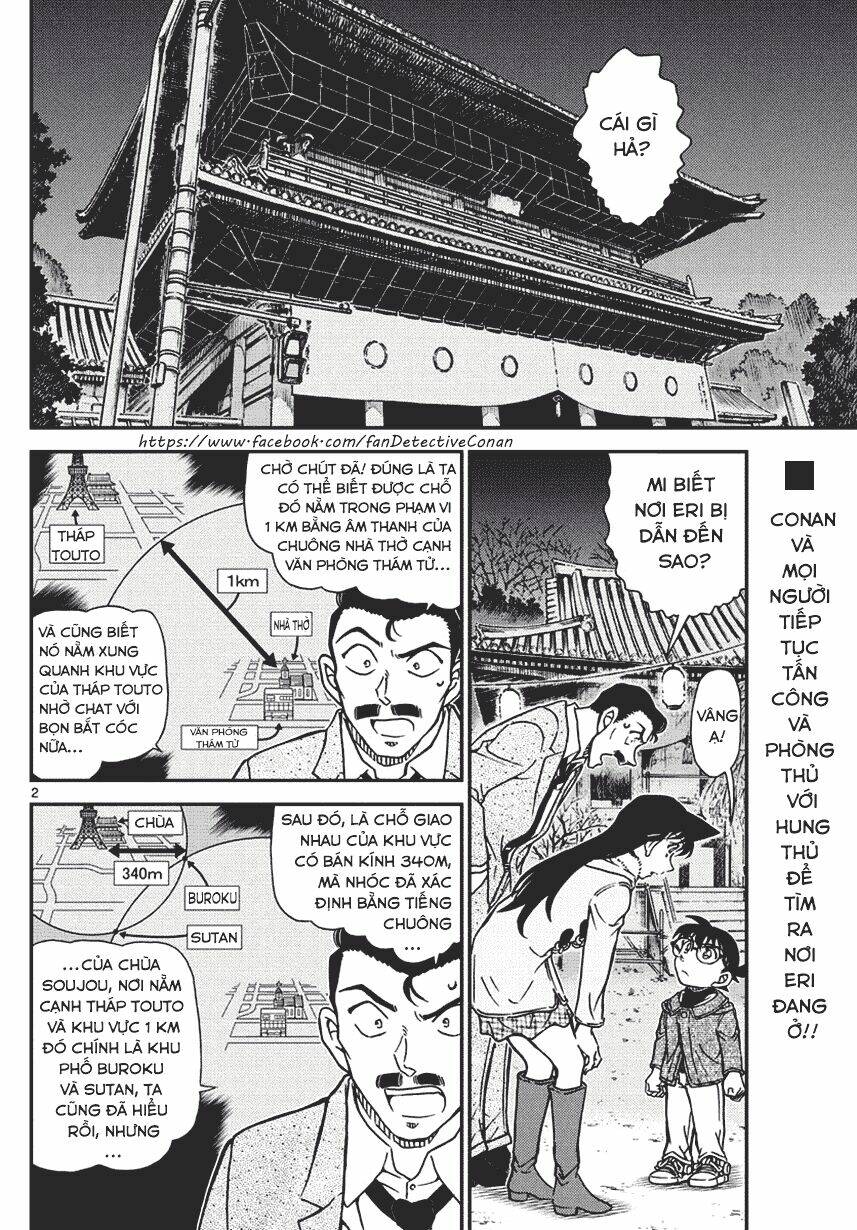 CÁI GÌ
HẢ?
https://www.facebook.com/fanDetectiveConan
■
CONAN
VÀ
MỌI
NGƯỜI
TIẾP
TỤC
TẤN
CÔNG
VÀ
PHÒNG
THỦ
VỚI
HUNG
THỦ
ĐỂ
TÌM
RA
NƠI
ERI
ĐANG
Ở!!
MI BIẾT
NƠI ERI BỊ
DẪN ĐẾN
SAO?
VÂNG
Ạ!
CHỜ CHÚT ĐÃ! ĐÚNG LÀ TA
CÓ THỂ BIẾT ĐƯỢC CHỖ
ĐÓ NẰM TRONG PHẠM VI
1 KM BẰNG ÂM THANH CỦA
CHUÔNG NHÀ THỜ CẠNH
VĂN PHÒNG THÁM TỬ...
THÁP
TOUTO
1km
NHÀ THỜ
VĂN PHÒNG
THÁM TỬ
VÀ CŨNG BIẾT
NÓ NẰM XUNG
QUANH KHU VỰC
CỦA THÁP TOUTO
NHỜ CHAT VỚI
BỌN BẮT CÓC
NỮA...
2
SAU ĐÓ, LÀ CHỖ GIAO
NHAU CỦA KHU VỰC
CÓ BÁN KÍNH 340M,
MÀ NHÓC ĐÃ XÁC
ĐỊNH BẰNG TIẾNG
CHUÔNG
...
CHÙA
340m
BUROKU
SUTAN
...CỦA CHÙA
SOUJOU, NƠI NẰM
CẠNH THÁP TOUTO
VÀ KHU VỰC 1 KM
ĐÓ CHÍNH LÀ KHU
PHỐ BUROKU
VÀ SUTAN, TA
CŨNG ĐÃ HIỂU
RỒI, NHƯNG
...